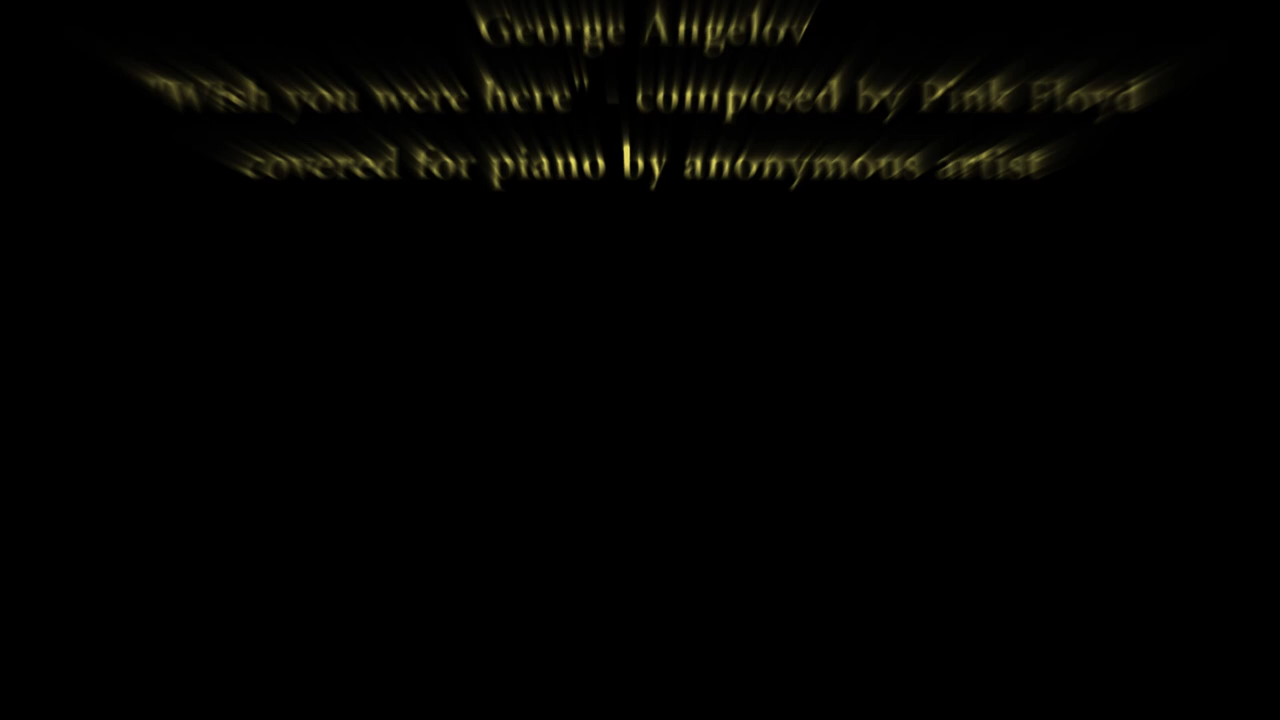 George Angelov
"Wish you were here" - composed by Pink Floyd
covered for piano by anonymous artist